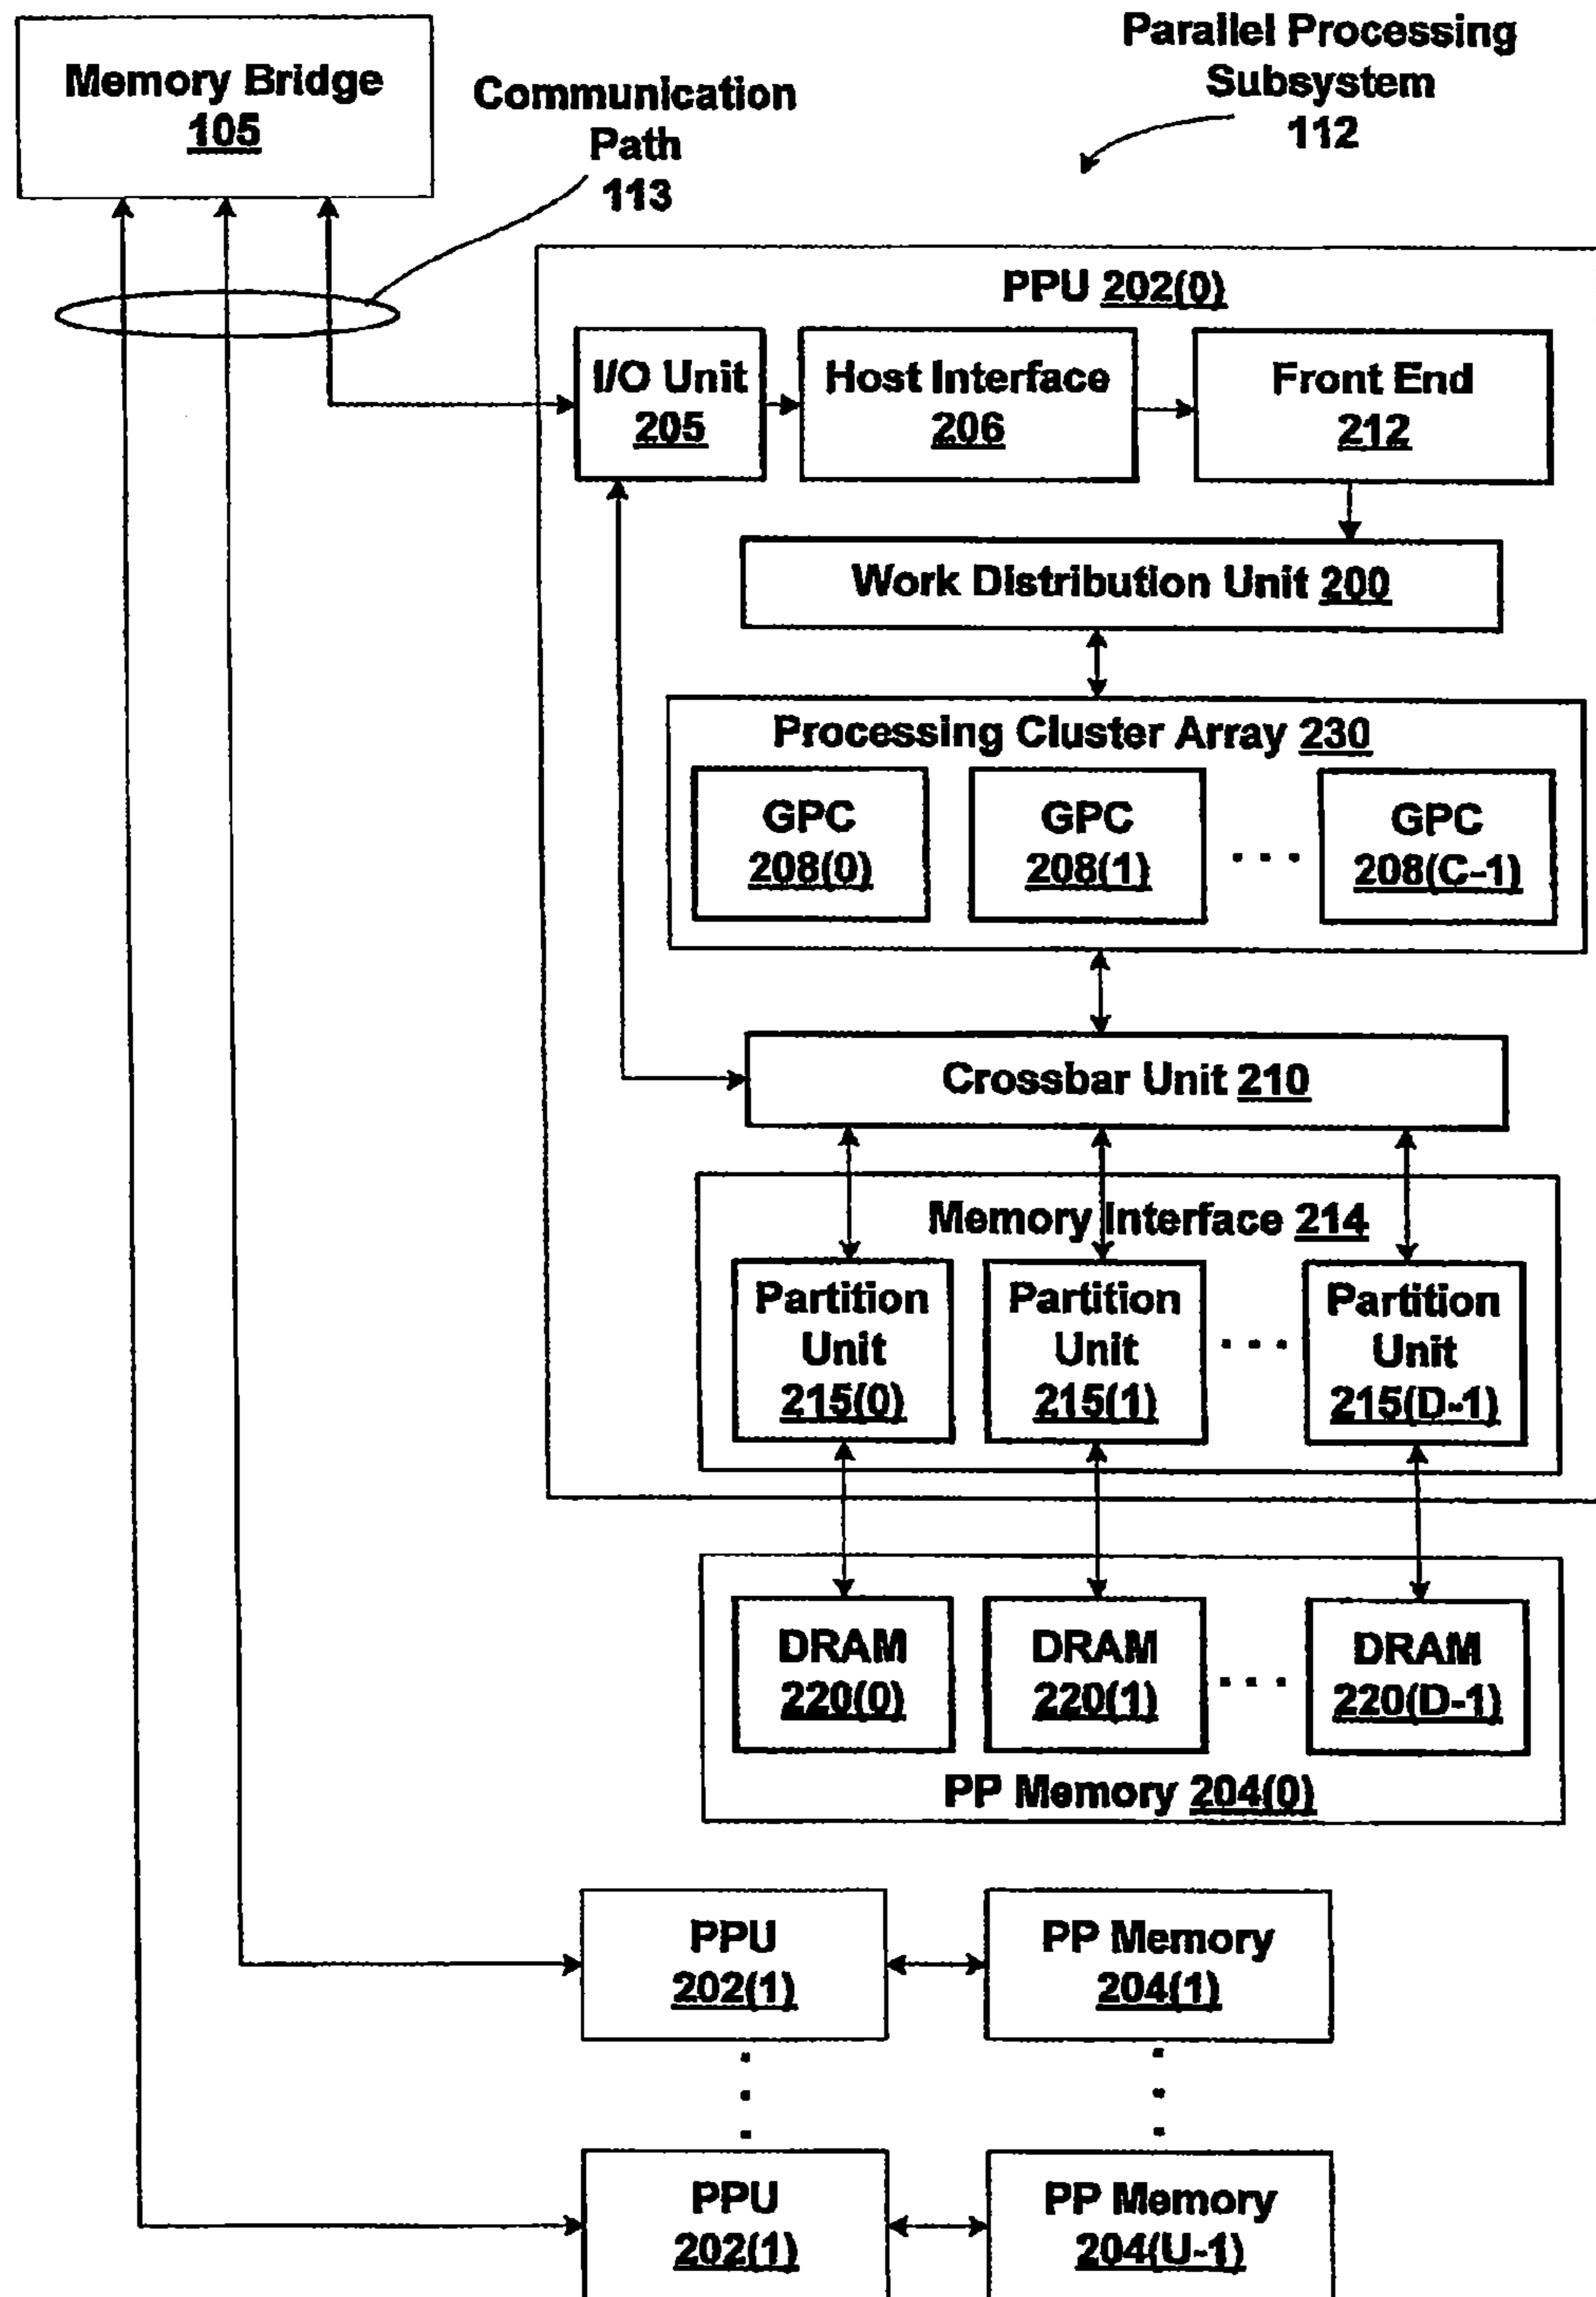 Parallel Processing
Subsystem
112
Memory Bridge
105
Communication
Path
113
PPU 202(0)
I/O Unit
205
Host Interface
206
Front End
212
Work Distribution Unit 200
Processing Cluster Array 230
GPC
208(0)
GPC
208(1)
. . .
GPC
208(C-1)
Crossbar Unit 210
Memory Interface 214
Partition
Unit
215(0)
Partition
Unit
215(1)
. . .
Partition
Unit
215(D-1)
DRAM
220(0)
DRAM
220(1)
. . .
DRAM
220(D-1)
PP Memory 204(0)
PPU
202(1)
PP Memory
204(1)
PPU
202(1)
PP Memory
204(U-1)